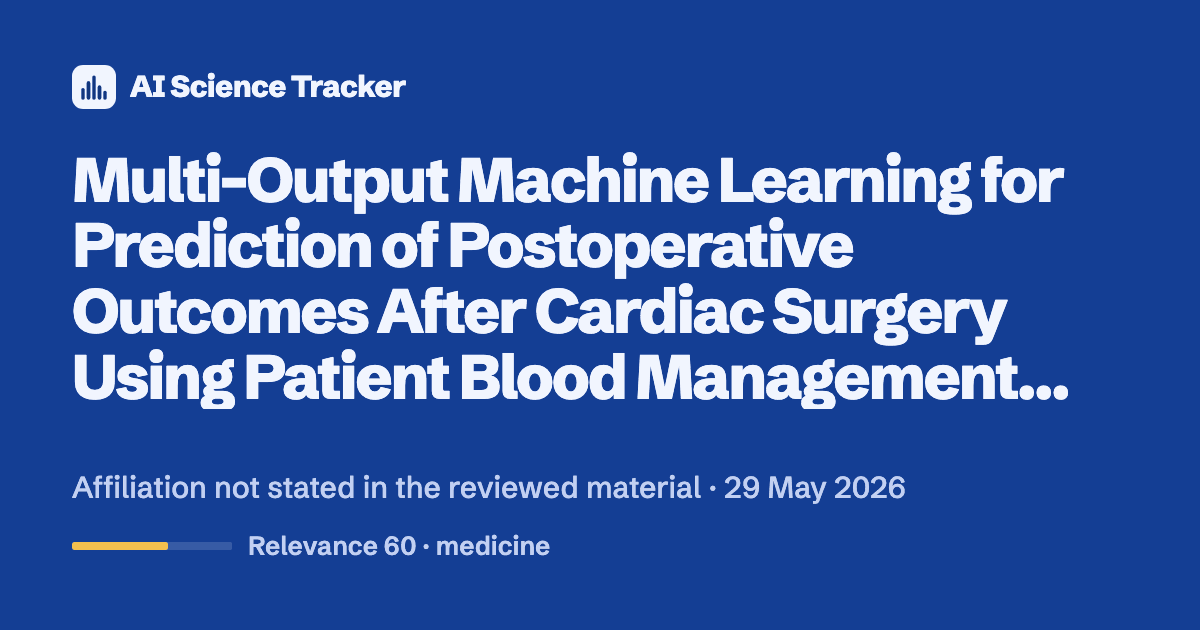 AI Science Tracker
Multi-Output Machine Learning for
Prediction of Postoperative
Outcomes After Cardiac Surgery
Using Patient Blood Management...
Affiliation not stated in the reviewed material · 29 May 2026
Relevance 60 · medicine